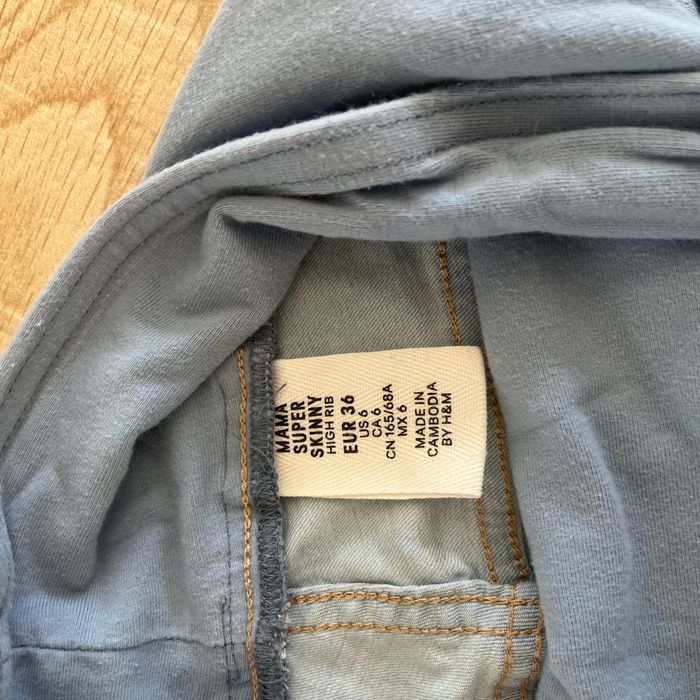 MAMA
SUPER
SKINNY
HIGH RIB
EUR 36
US 6
CA 6
CN 165/68A
MX 6
MADE IN
CAMBODIA
BY H&M